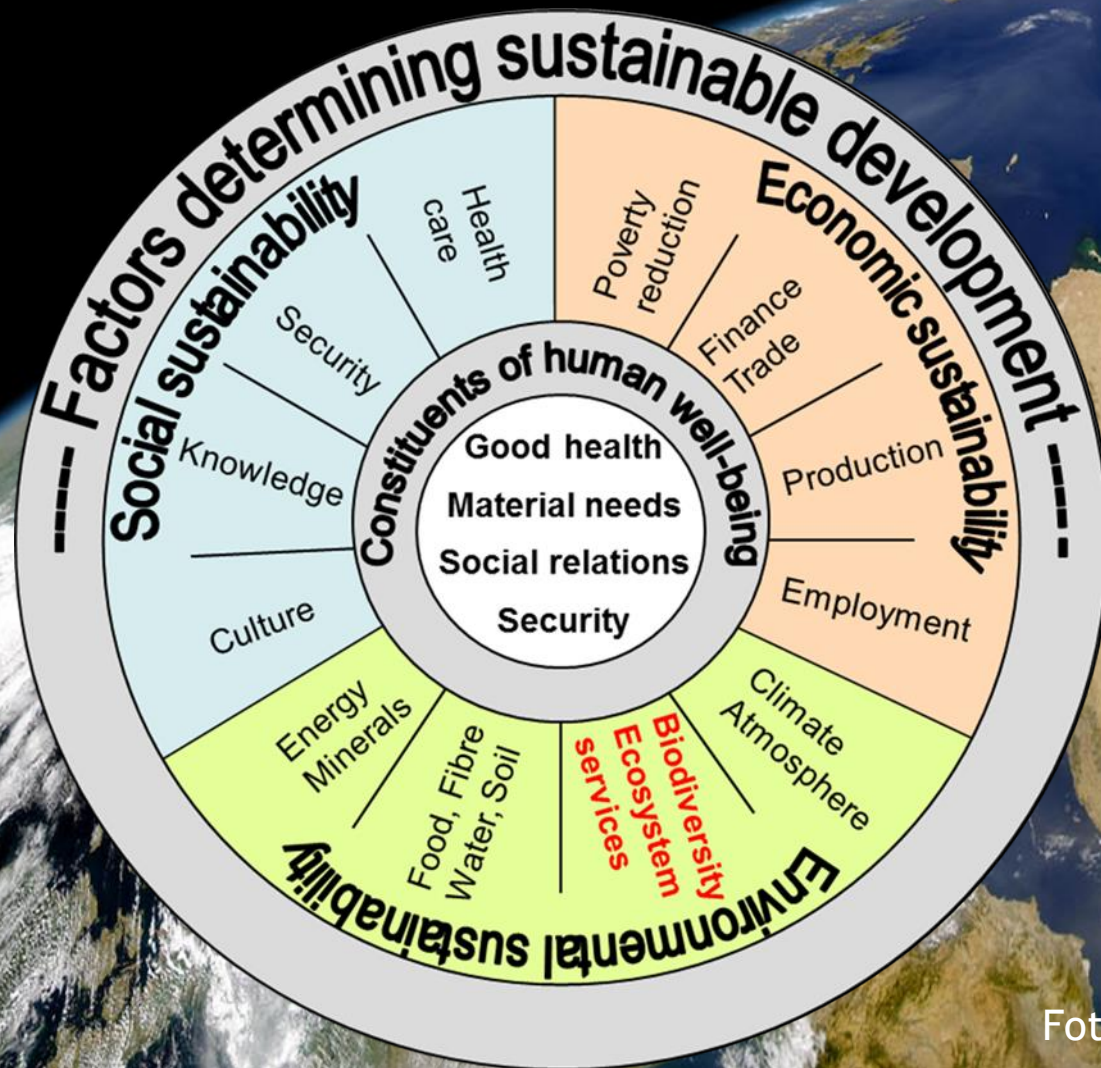 ----- Factors determining sustainable development -----
Social sustainability
Health
care
Security
Knowledge
Culture
Economic sustainability
Poverty
reduction
Finance
Trade
Production
Employment
Environmental sustainability
Climate
Atmosphere
Biodiversity
Ecosystem
services
Food, Fibre
Water, Soil
Energy
Minerals
Constituents of human well-being
Good health
Material needs
Social relations
Security
Fot